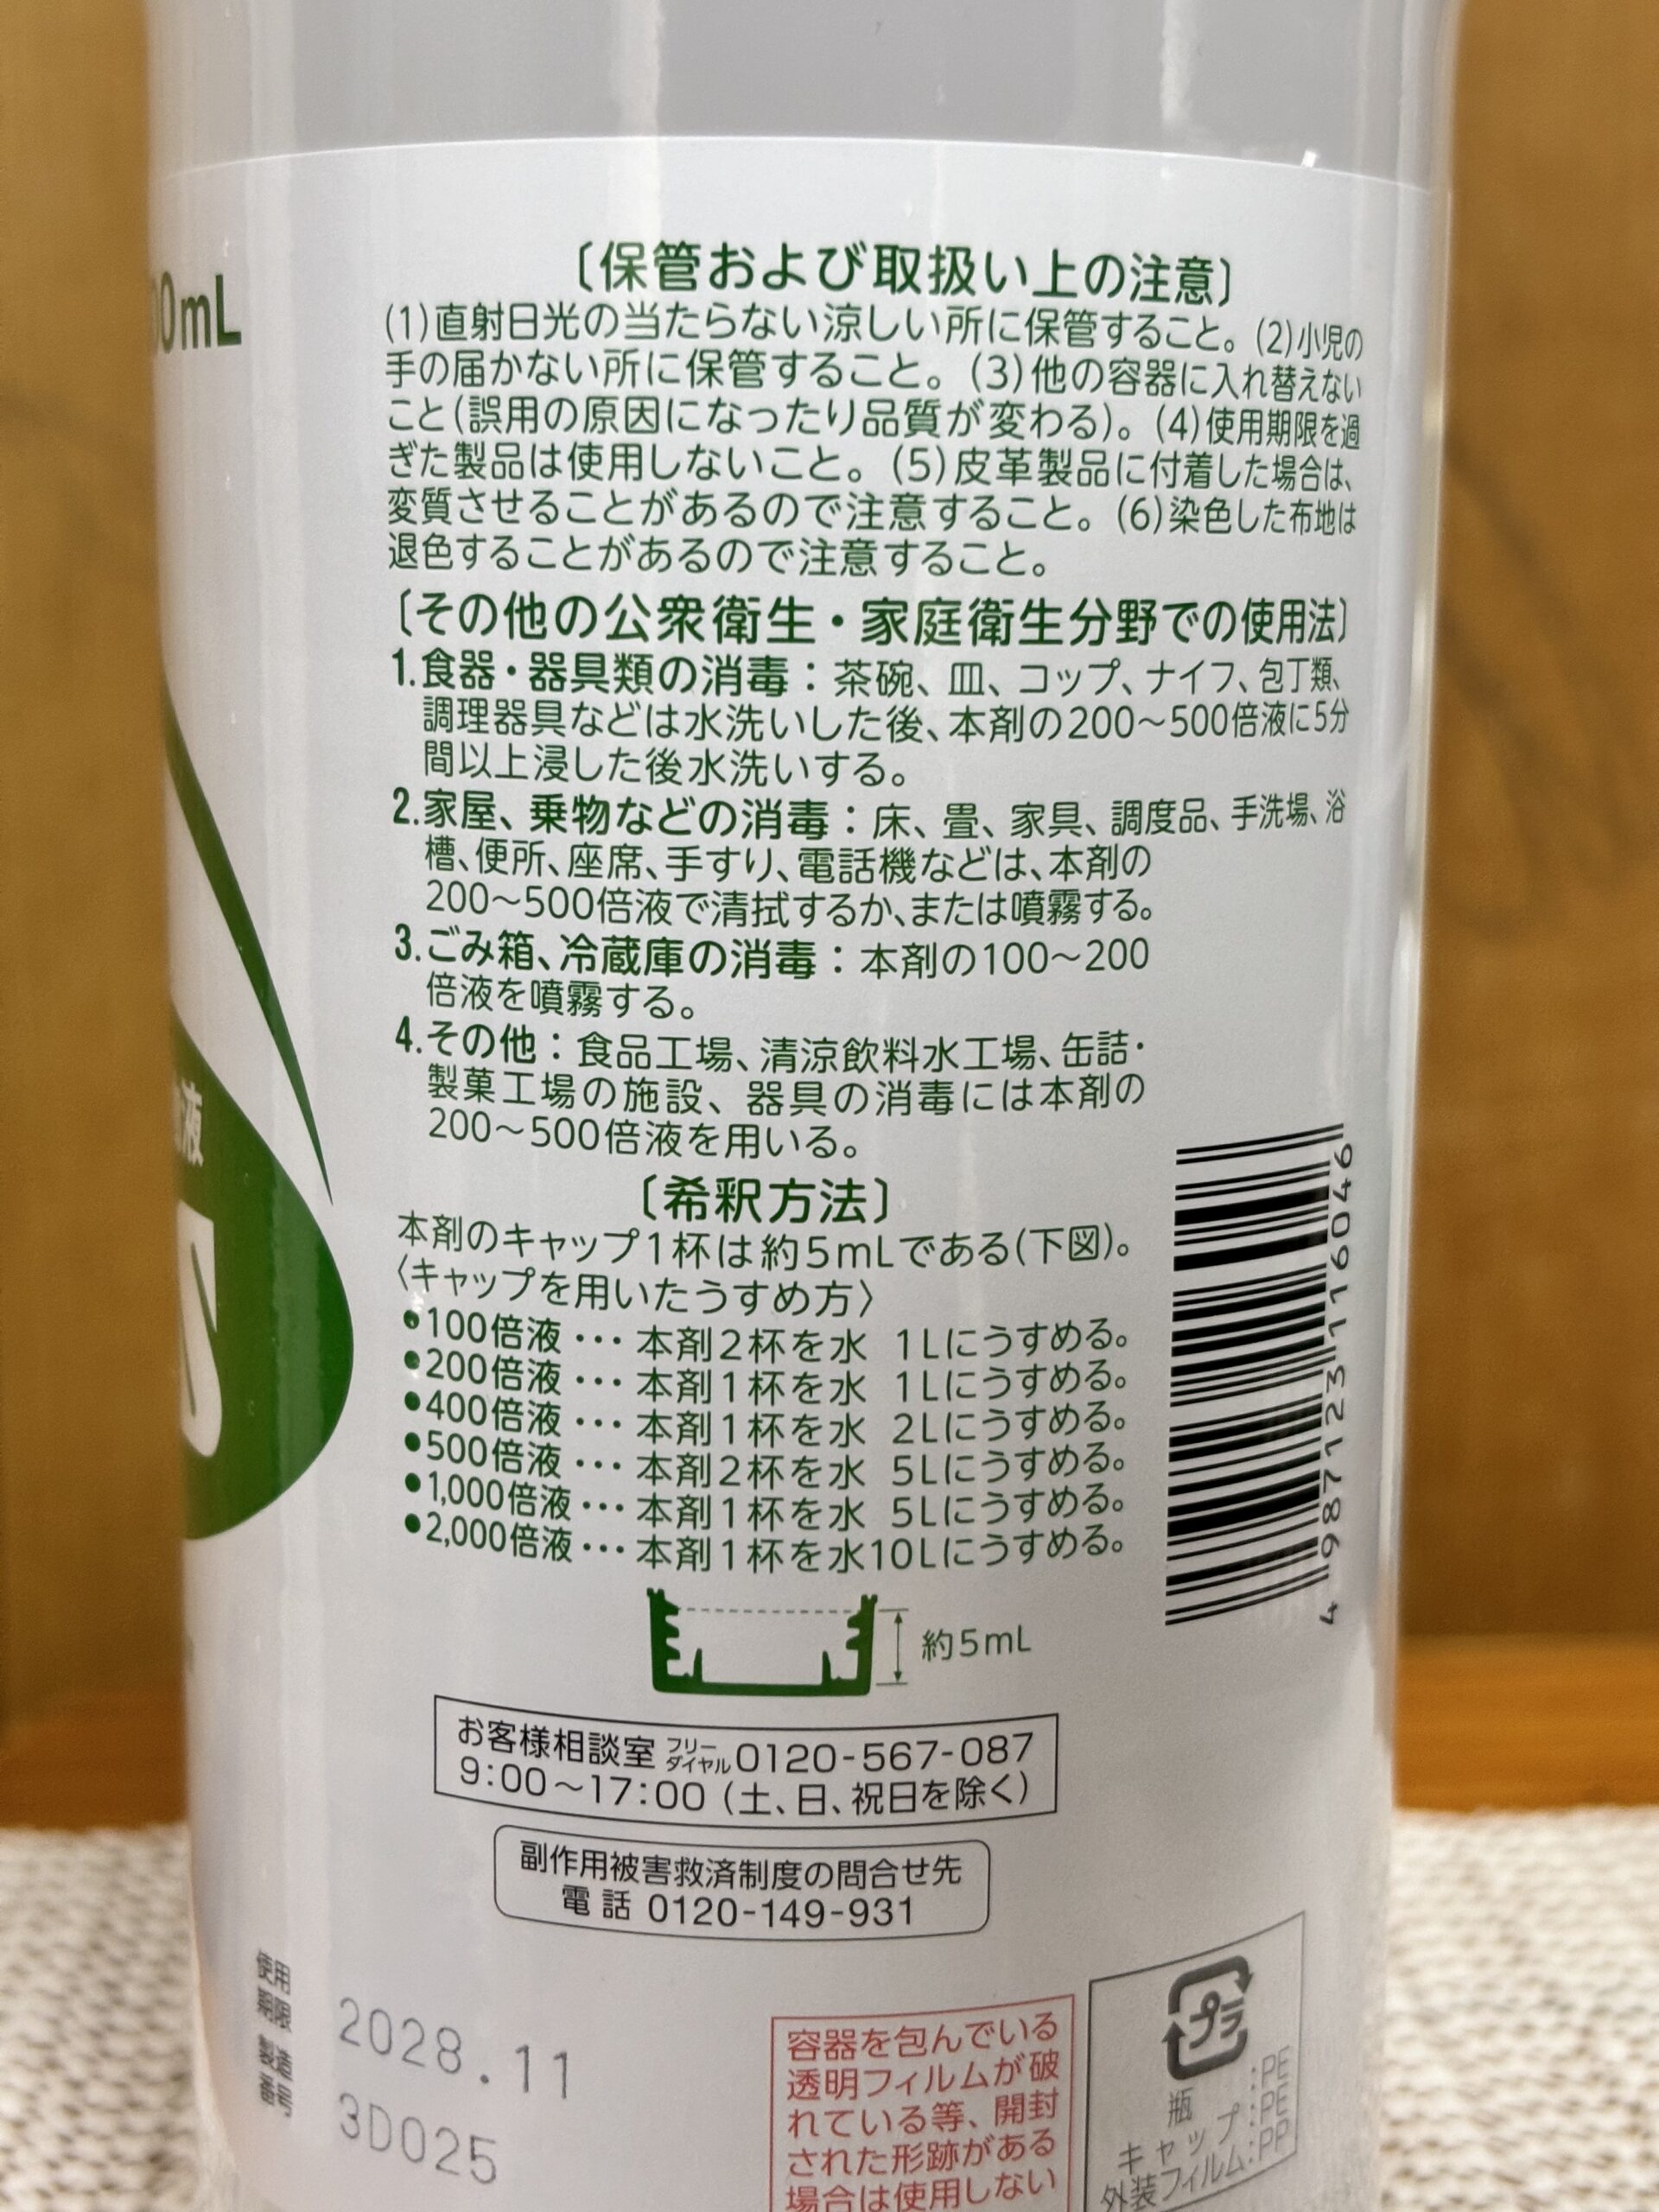 0mL
〔保管および取扱い上の注意〕
(1)直射日光の当たらない涼しい所に保管すること。(2)小児の
手の届かない所に保管すること。(3)他の容器に入れ替えない
こと(誤用の原因になったり品質が変わる)。(4)使用期限を過
ぎた製品は使用しないこと。(5)皮革製品に付着した場合は、
変質させることがあるので注意すること。(6)染色した布地は
退色することがあるので注意すること。
〔その他の公衆衛生・家庭衛生分野での使用法〕
1.食器・器具類の消毒：茶碗、皿、コップ、ナイフ、包丁類、
調理器具などは水洗いした後、本剤の200～500倍液に5分
間以上浸した後水洗いする。
2.家屋、乗物などの消毒：床、畳、家具、調度品、手洗場、浴
槽、便所、座席、手すり、電話機などは、本剤の
200～500倍液で清拭するか、または噴霧する。
3.ごみ箱、冷蔵庫の消毒：本剤の100～200
倍液を噴霧する。
4.その他：食品工場、清涼飲料水工場、缶詰・
製菓工場の施設、器具の消毒には本剤の
200～500倍液を用いる。
〔希釈方法〕
本剤のキャップ1杯は約5mLである(下図)。
〈キャップを用いたうすめ方〉
●100倍液…本剤2杯を水 1Lにうすめる。
●200倍液…本剤1杯を水 1Lにうすめる。
●400倍液…本剤1杯を水 2Lにうすめる。
●500倍液…本剤2杯を水 5Lにうすめる。
●1,000倍液…本剤1杯を水 5Lにうすめる。
●2,000倍液…本剤1杯を水10Lにうすめる。
約5mL
4987123116046
液
お客様相談室 フリーダイヤル 0120-567-087
9:00～17:00 (土、日、祝日を除く)
副作用被害救済制度の問合せ先
電話 0120-149-931
使用期限 2028.11
製造番号 3D025
容器を包んでいる
透明フィルムが破
れている等、開封
された形跡がある
場合は使用しない
プラ
瓶:PE
キャップ:PE
外装フィルム:PP